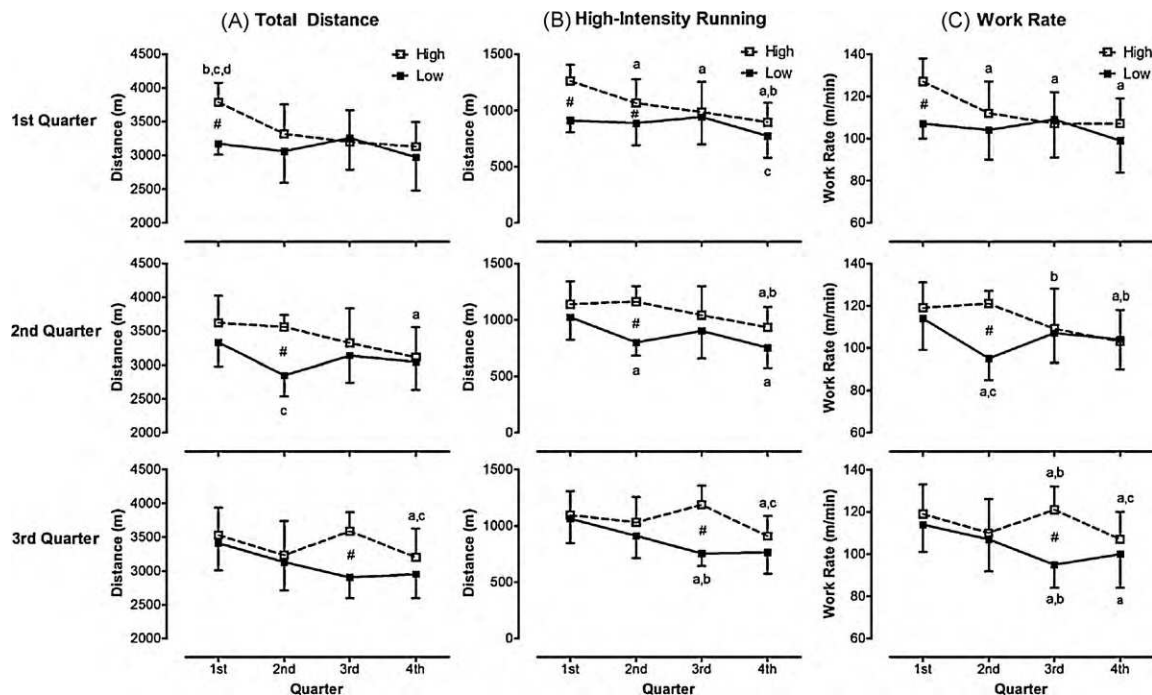 (A) Total Distance
(B) High-Intensity Running
(C) Work Rate
1st Quarter
Distance (m)
4500
4000
3500
3000
2500
2000
b,c,d
#
High
Low
Distance (m)
1500
1000
500
0
#
a
#
a
a,b
c
High
Low
Work Rate (m/min)
140
120
100
80
60
#
a
a
a
High
Low
2nd Quarter
Distance (m)
4500
4000
3500
3000
2500
2000
#
c
a
Distance (m)
1500
1000
500
0
#
a
a,b
a
Work Rate (m/min)
140
120
100
80
60
#
a,c
b
a,b
3rd Quarter
Distance (m)
4500
4000
3500
3000
2500
2000
#
a,c
1st 2nd 3rd 4th
Quarter
Distance (m)
1500
1000
500
0
#
a,b
a,c
1st 2nd 3rd 4th
Quarter
Work Rate (m/min)
140
120
100
80
60
a,b
#
a,b
a,c
a
1st 2nd 3rd 4th
Quarter